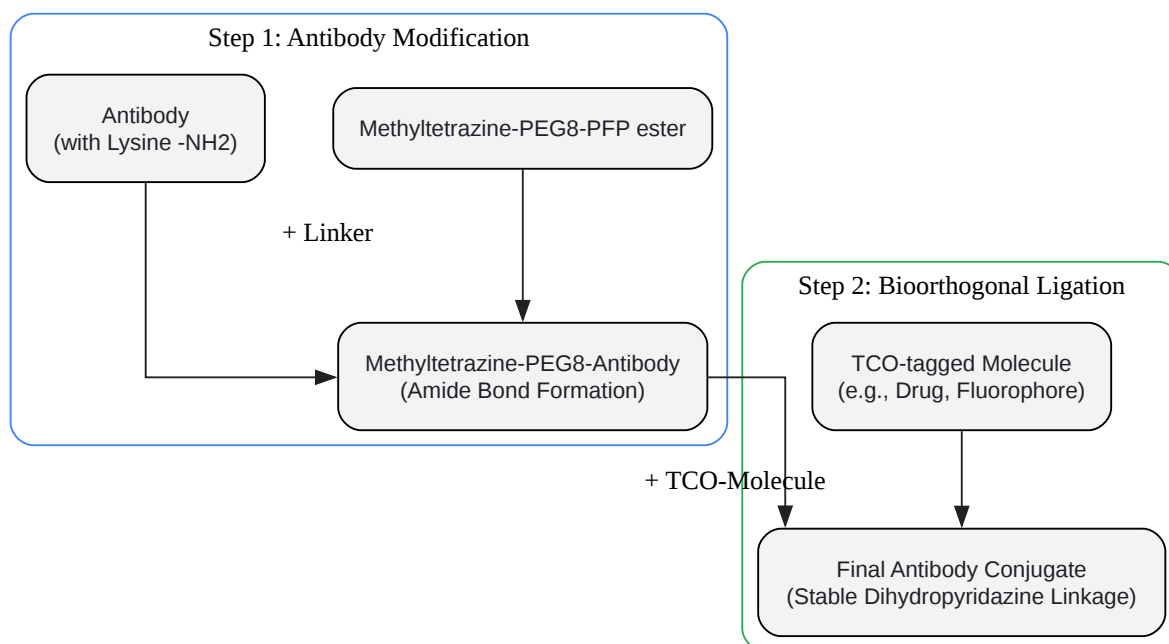 Step 1: Antibody Modification
Antibody
(with Lysine -NH2)
Methyltetrazine-PEG8-PFP ester
+ Linker
Methyltetrazine-PEG8-Antibody
(Amide Bond Formation)
Step 2: Bioorthogonal Ligation
TCO-tagged Molecule
(e.g., Drug, Fluorophore)
+ TCO-Molecule
Final Antibody Conjugate
(Stable Dihydropyridazine Linkage)